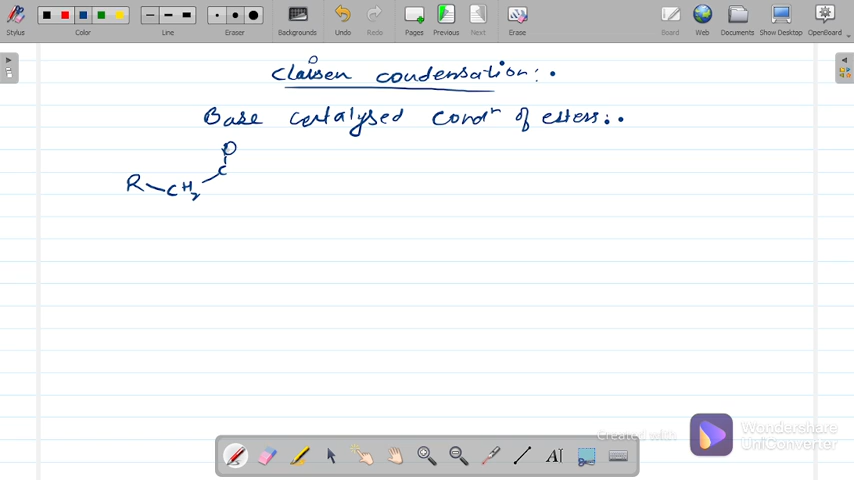 Stylus Color Line Eraser Backgrounds Undo Redo Pages Previous Next Erase Board Web Documents Show Desktop OpenBoard
Claisen condensation:.
Base catalysed condn of esters:.
O
C
R-CH2
Created with Wondershare
UniConverter